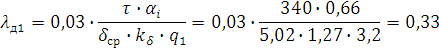 λд1 = 0,03 · (τ · αi)/(δср · kδ · q1) = 0,03 · (340 · 0,66)/(5,02 · 1,27 · 3,2) = 0,33